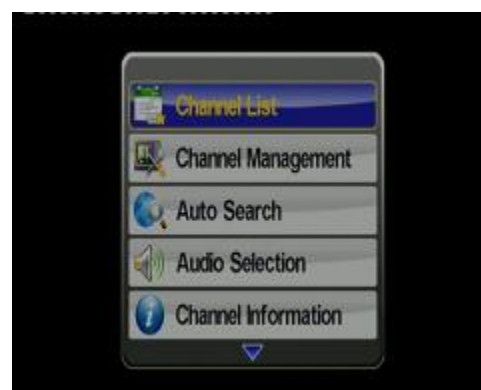 Channel List
Channel Management
Auto Search
Audio Selection
Channel Information